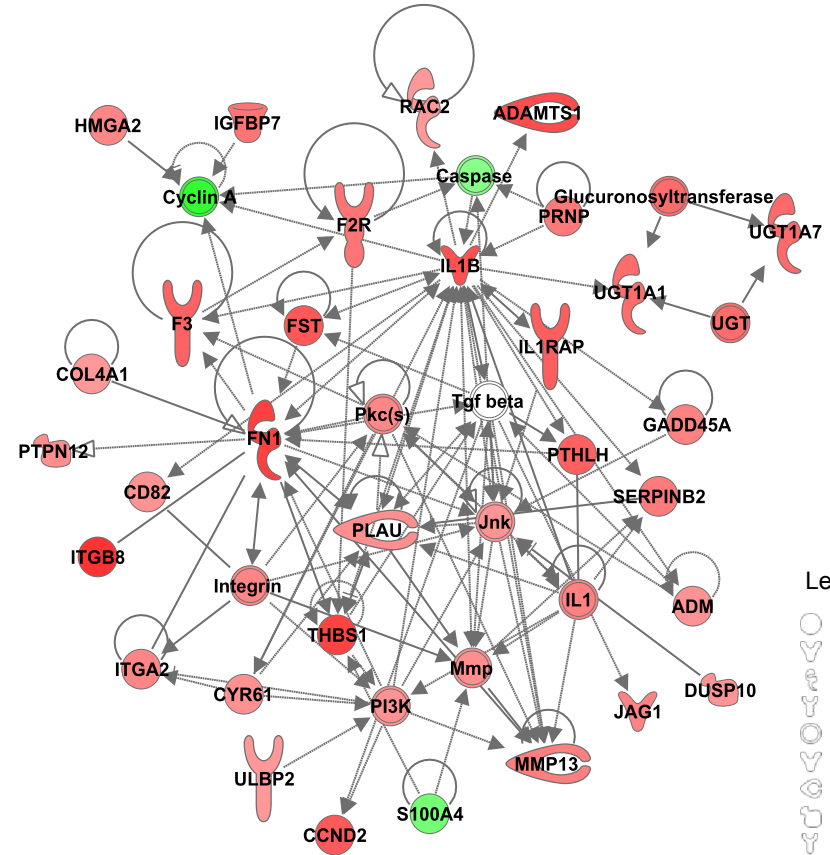 RAC2
ADAMTS1
HMGA2
IGFBP7
Caspase
Cyclin A
Glucuronosyltransferase
PRNP
F2R
UGT1A7
IL1B
UGT1A1
F3
FST
UGT
IL1RAP
COL4A1
Tgf beta
Pkc(s)
GADD45A
FN1
PTPN12
PTHLH
CD82
SERPINB2
Jnk
PLAU
ITGB8
Integrin
IL1
ADM
THBS1
ITGA2
Mmp
CYR61
DUSP10
PI3K
JAG1
MMP13
ULBP2
S100A4
CCND2
Le